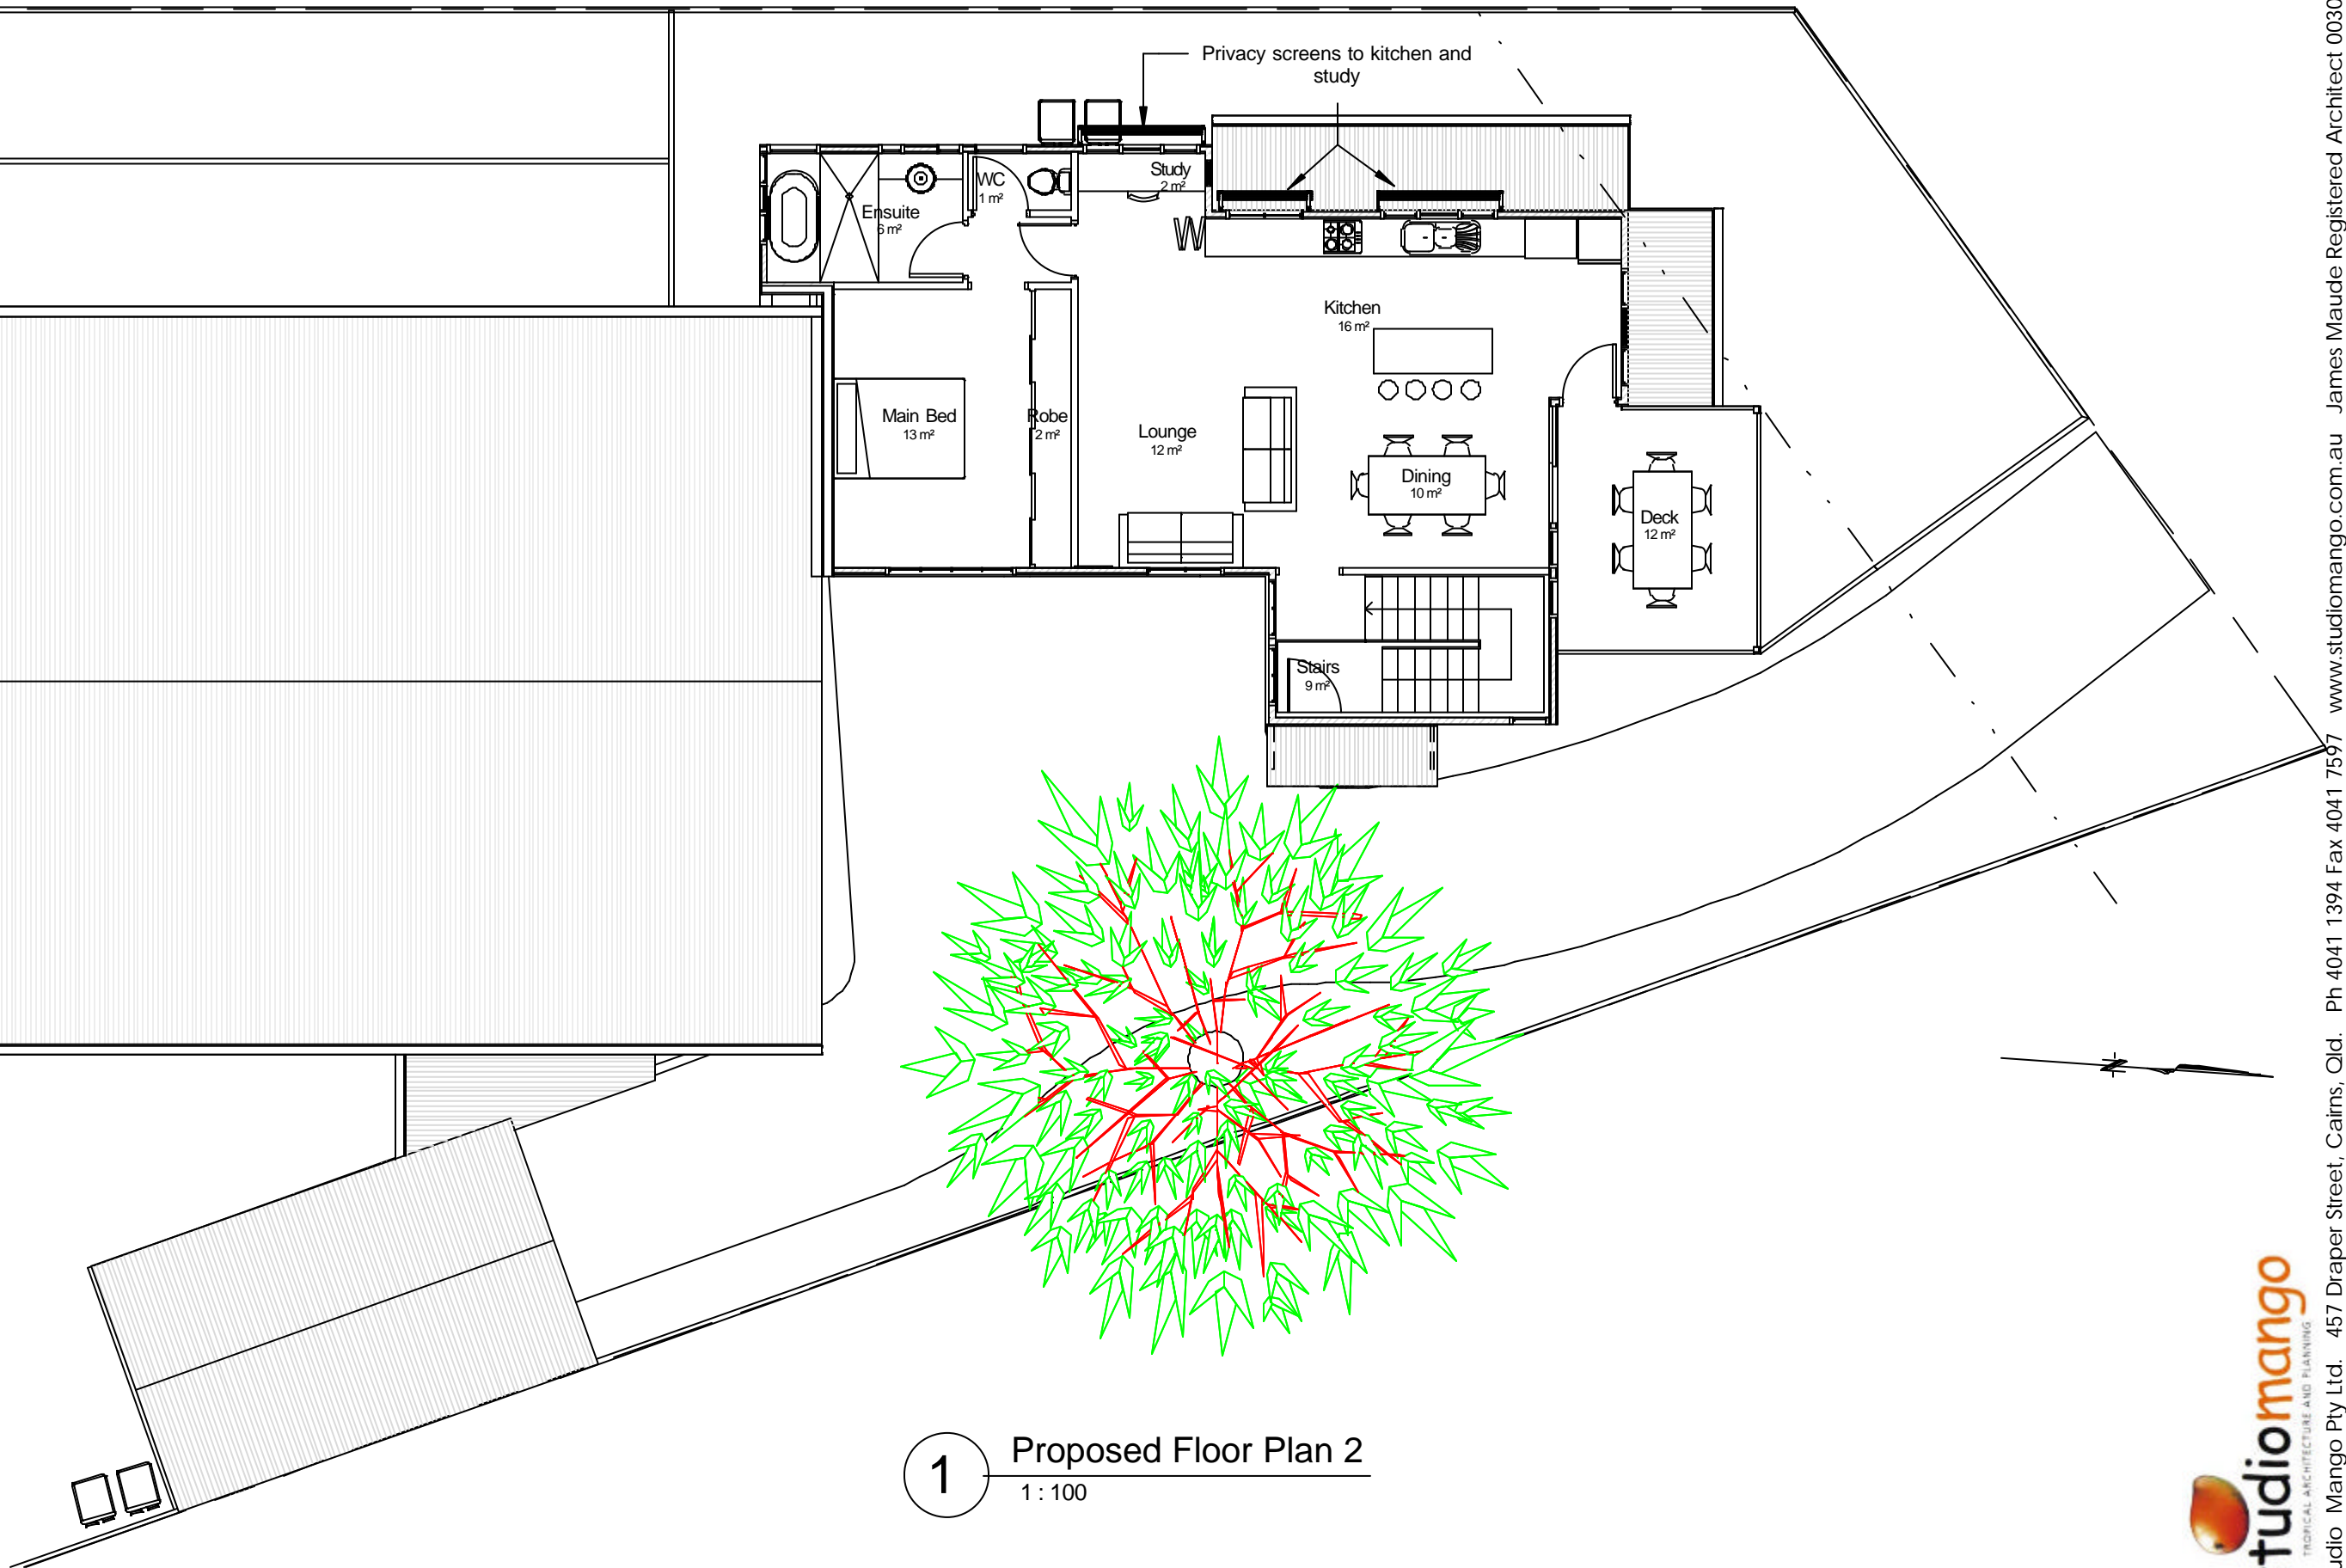 Privacy screens to kitchen and
study
Study
2 m²
WC
1 m²
Ensuite
6 m²
Kitchen
16 m²
Main Bed
13 m²
Robe
2 m²
Lounge
12 m²
Dining
10 m²
Deck
12 m²
Stairs
9 m²
1
Proposed Floor Plan 2
1 : 100
tudiomango
TROPICAL ARCHITECTURE AND PLANNING
udio Mango Pty Ltd. 457 Draper Street, Cairns, Qld. Ph 4041 1394 Fax 4041 7597 www.studiomango.com.au James Maude Registered Architect 0030